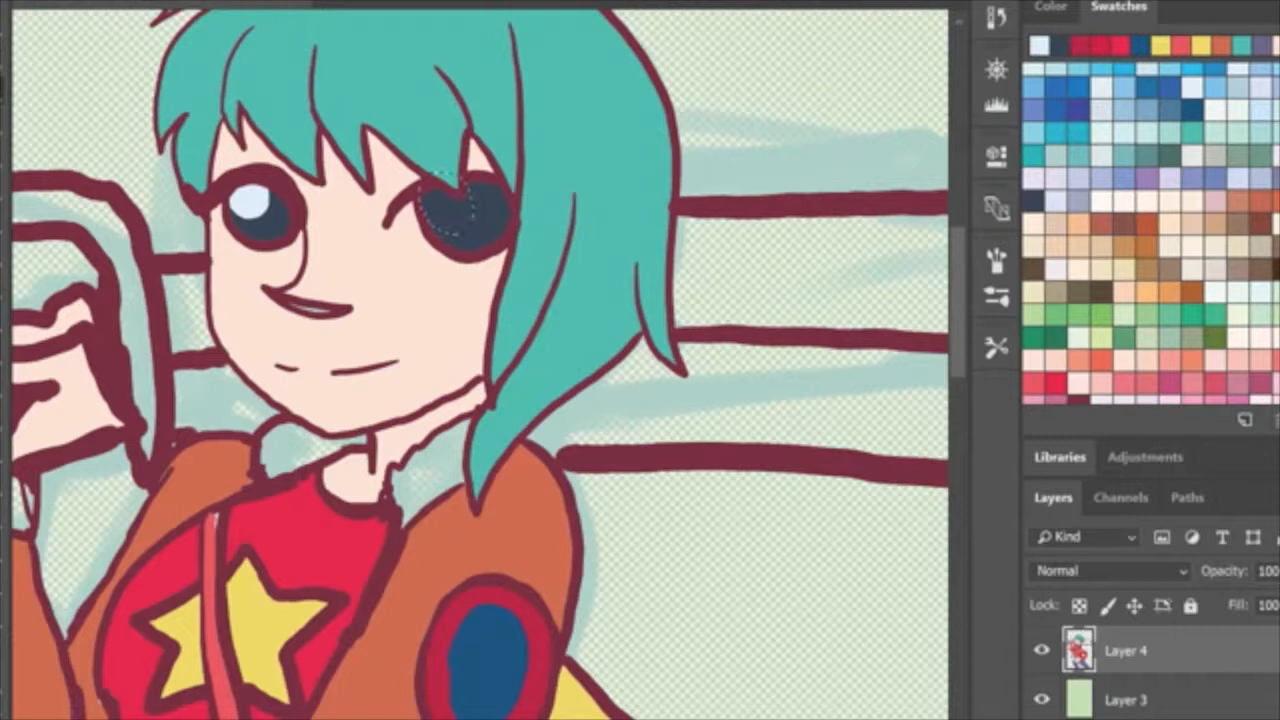 Color Swatches
Libraries Adjustments
Layers Channels Paths
Kind
Normal Opacity: 100
Lock: Fill: 100
Layer 4
Layer 3